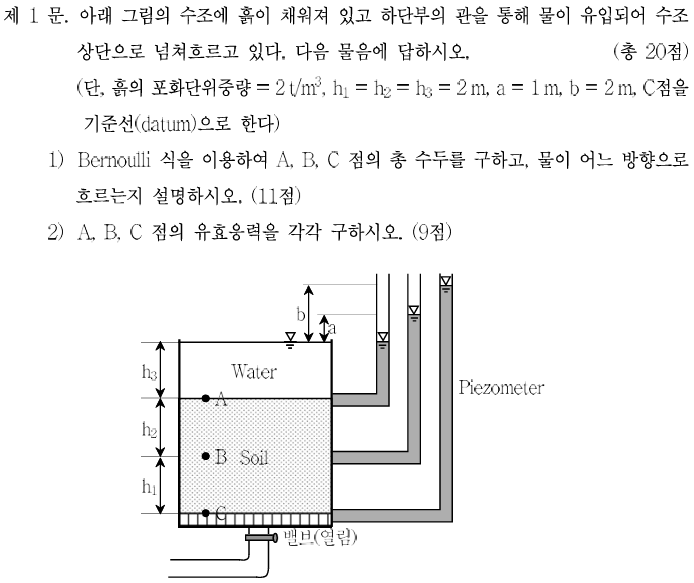 제 1 문. 아래 그림의 수조에 흙이 채워져 있고 하단부의 관을 통해 물이 유입되어 수조
상단으로 넘쳐흐르고 있다. 다음 물음에 답하시오. (총 20점)
(단, 흙의 포화단위중량 = 2 t/m³, h₁ = h₂ = h₃ = 2 m, a = 1 m, b = 2 m, C점을
기준선(datum)으로 한다)
1) Bernoulli 식을 이용하여 A, B, C 점의 총 수두를 구하고, 물이 어느 방향으로
흐르는지 설명하시오. (11점)
2) A, B, C 점의 유효응력을 각각 구하시오. (9점)
b
a
h₃
Water
A
Piezometer
h₂
B Soil
h₁
C
밸브(열림)